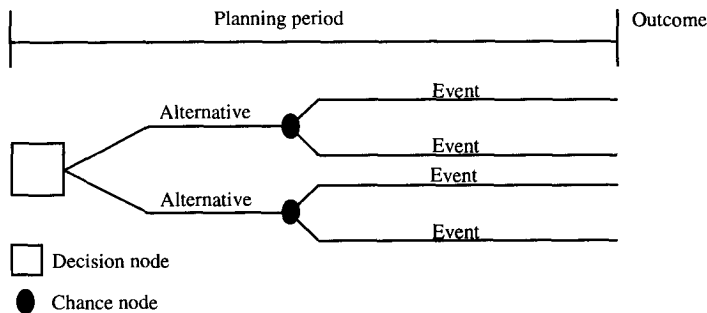 Planning period
Outcome
Event
Alternative
Event
Event
Alternative
Event
Decision node
Chance node